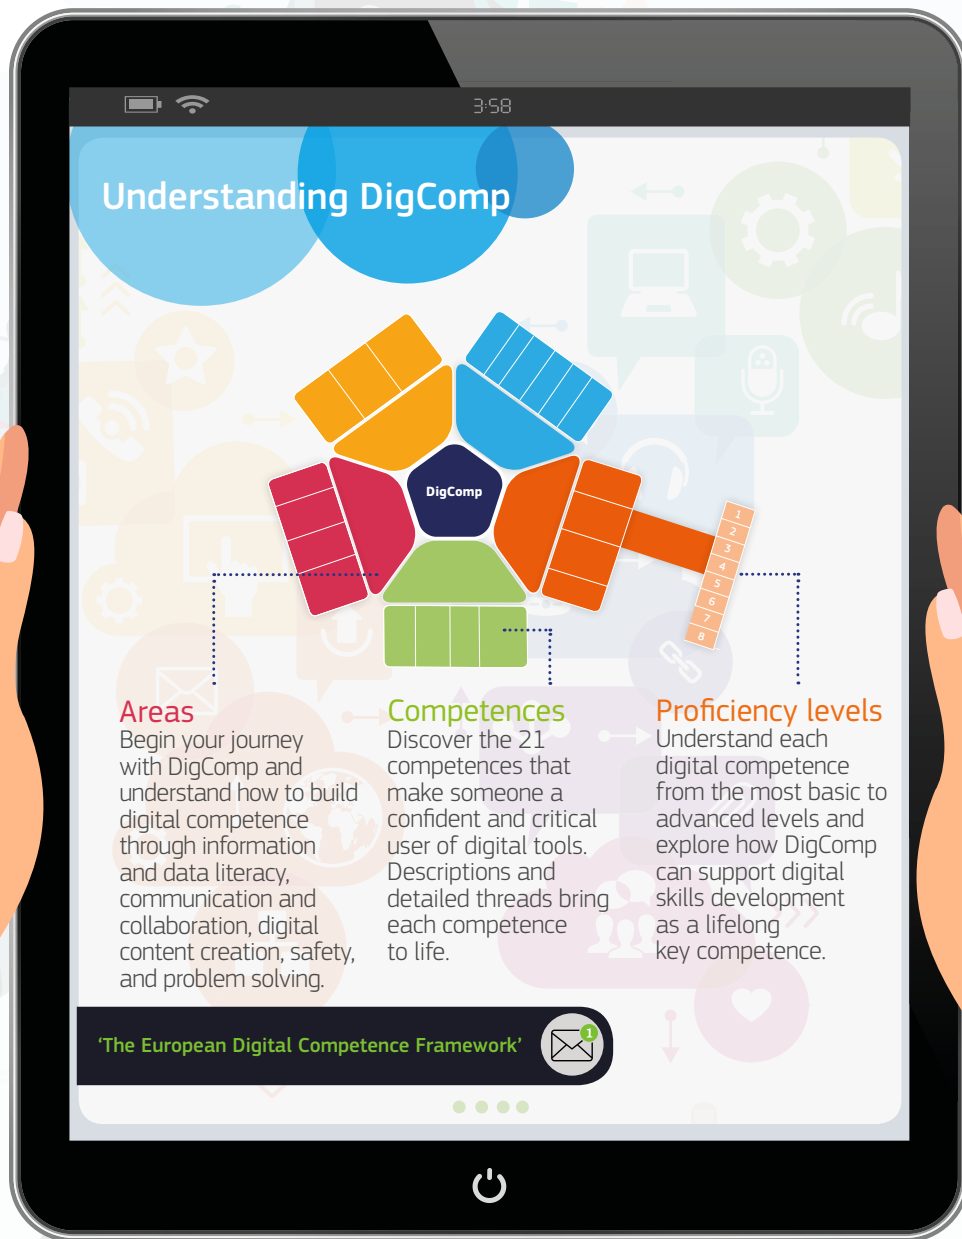 3:58
Understanding DigComp
DigComp
1
2
3
4
5
6
7
8
Areas
Begin your journey
with DigComp and
understand how to build
digital competence
through information
and data literacy,
communication and
collaboration, digital
content creation, safety,
and problem solving.
Competences
Discover the 21
competences that
make someone a
confident and critical
user of digital tools.
Descriptions and
detailed threads bring
each competence
to life.
Proficiency levels
Understand each
digital competence
from the most basic to
advanced levels and
explore how DigComp
can support digital
skills development
as a lifelong
key competence.
‘The European Digital Competence Framework’
1